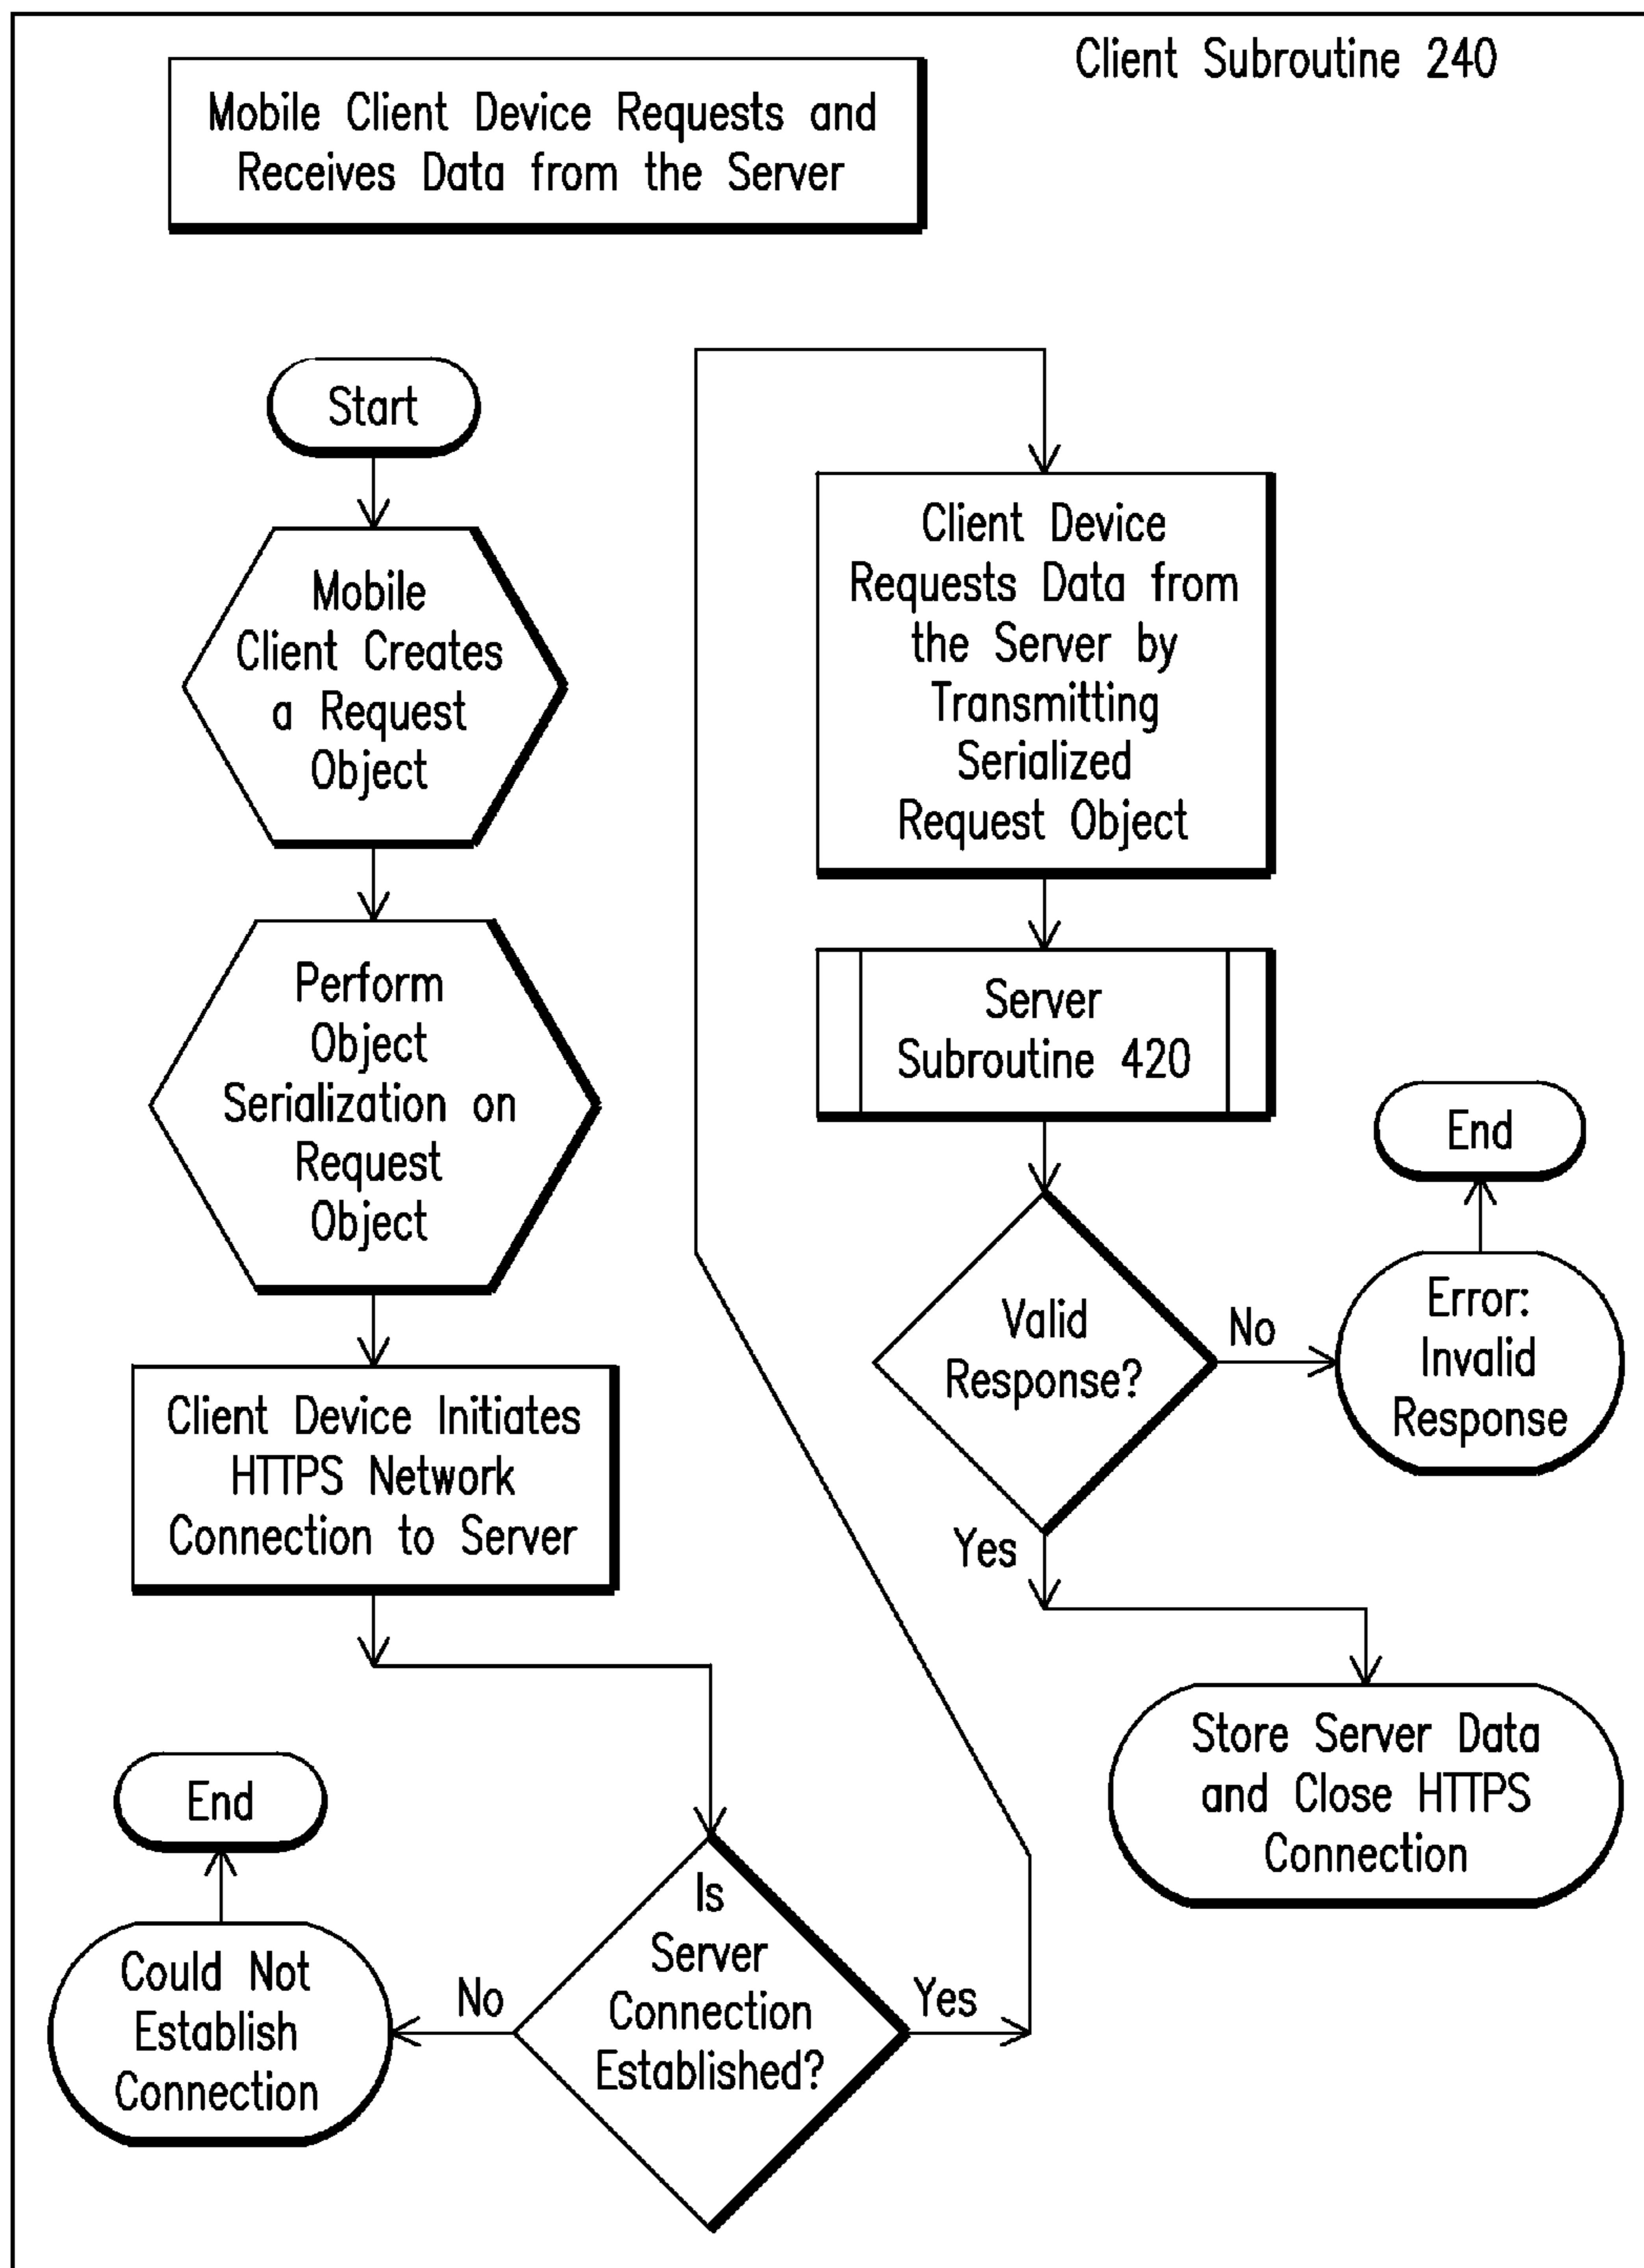 Client Subroutine 240
Mobile Client Device Requests and
Receives Data from the Server
Start
Mobile
Client Creates
a Request
Object
Perform
Object
Serialization on
Request
Object
Client Device Initiates
HTTPS Network
Connection to Server
Is
Server
Connection
Established?
No
Could Not
Establish
Connection
End
Yes
Client Device
Requests Data from
the Server by
Transmitting
Serialized
Request Object
Server
Subroutine 420
Valid
Response?
No
Error:
Invalid
Response
End
Yes
Store Server Data
and Close HTTPS
Connection